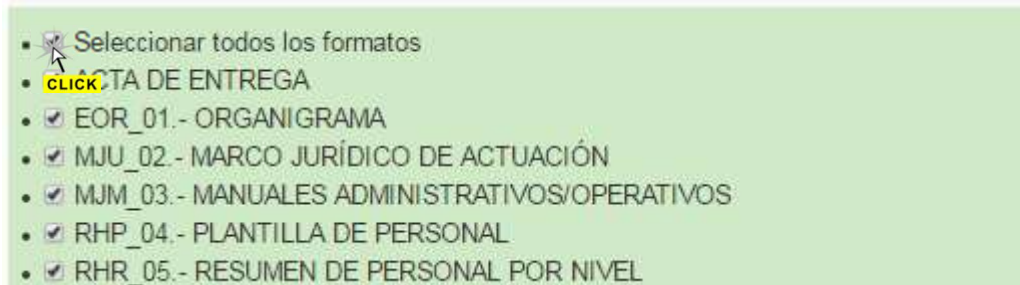 Seleccionar todos los formatos
CLICK
ACTA DE ENTREGA
EOR_01.- ORGANIGRAMA
MJU_02.- MARCO JURÍDICO DE ACTUACIÓN
MJM_03.- MANUALES ADMINISTRATIVOS/OPERATIVOS
RHP_04.- PLANTILLA DE PERSONAL
RHR_05.- RESUMEN DE PERSONAL POR NIVEL